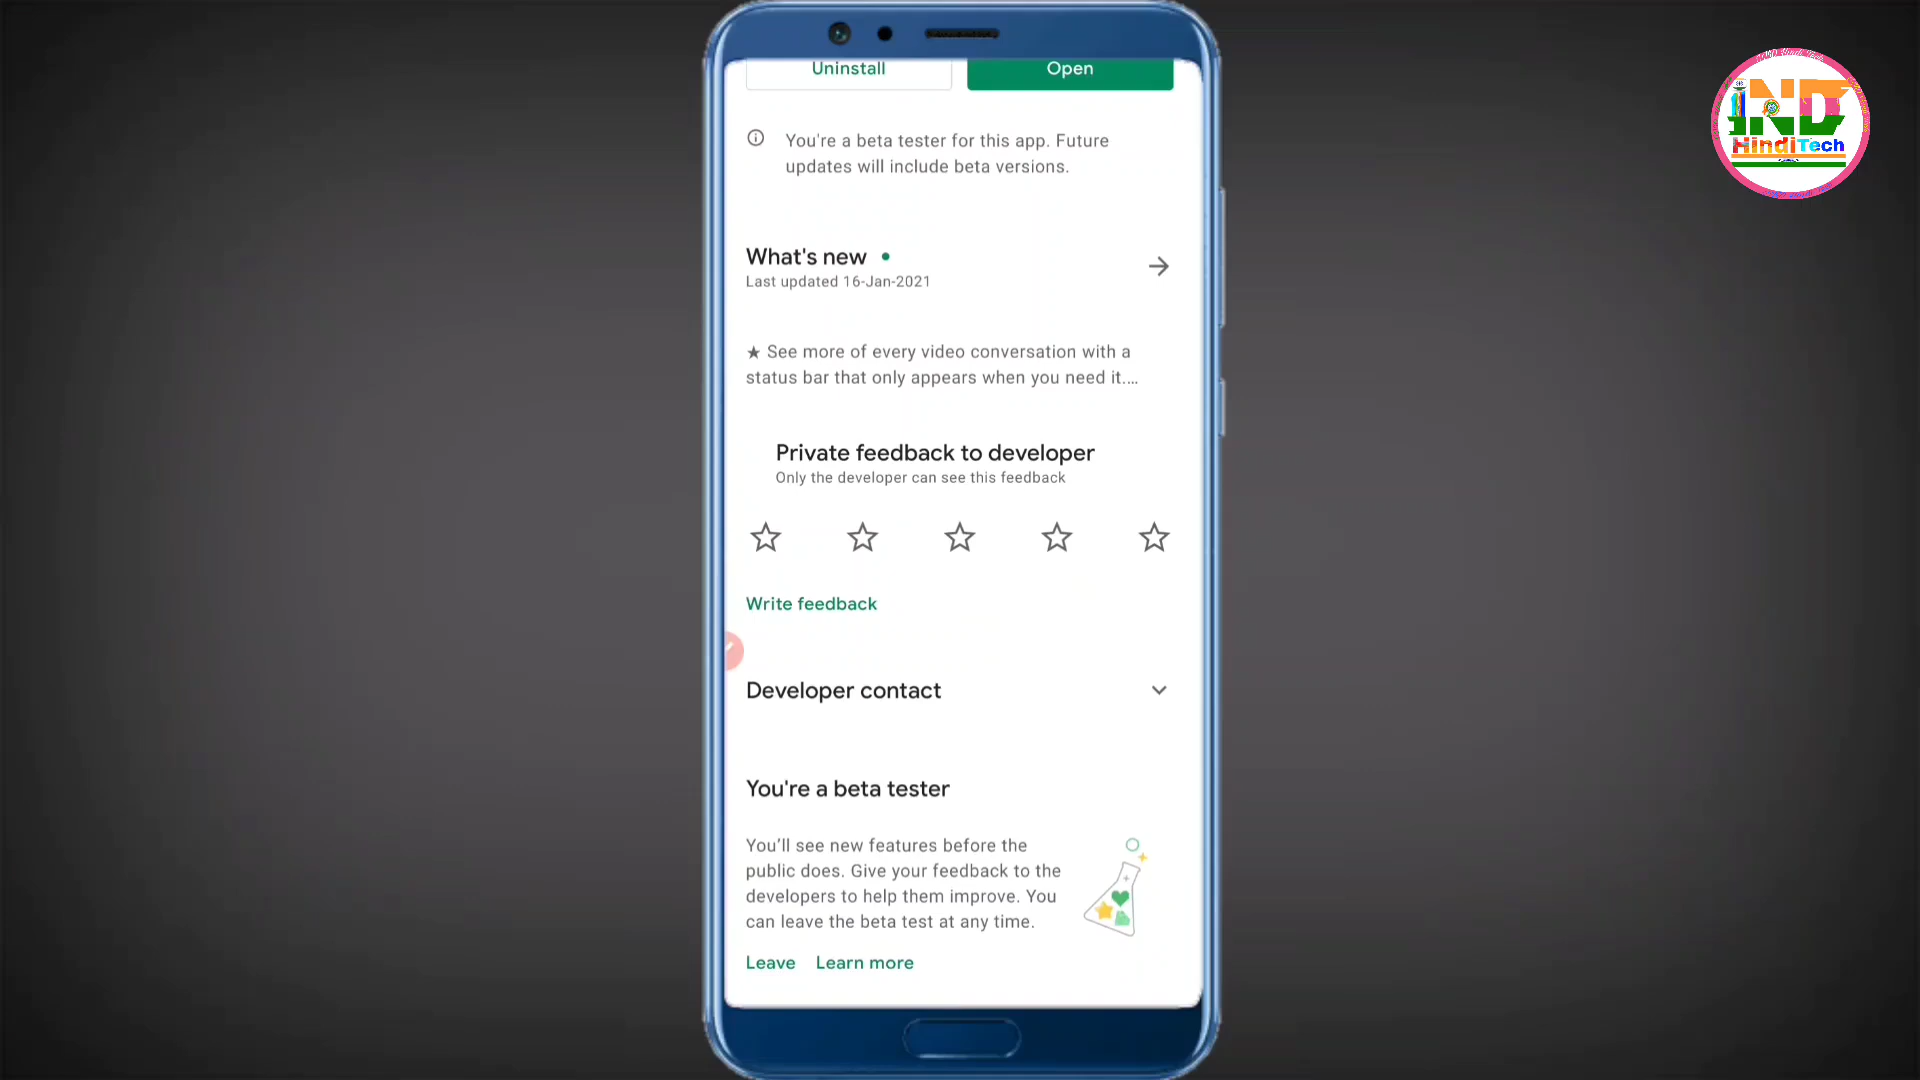 Uninstall
Open
You're a beta tester for this app. Future
updates will include beta versions.
What's new
Last updated 16-Jan-2021
★ See more of every video conversation with a
status bar that only appears when you need it....
Private feedback to developer
Only the developer can see this feedback
Write feedback
Developer contact
You're a beta tester
You'll see new features before the
public does. Give your feedback to the
developers to help them improve. You
can leave the beta test at any time.
Leave
Learn more
IND
HindiTech